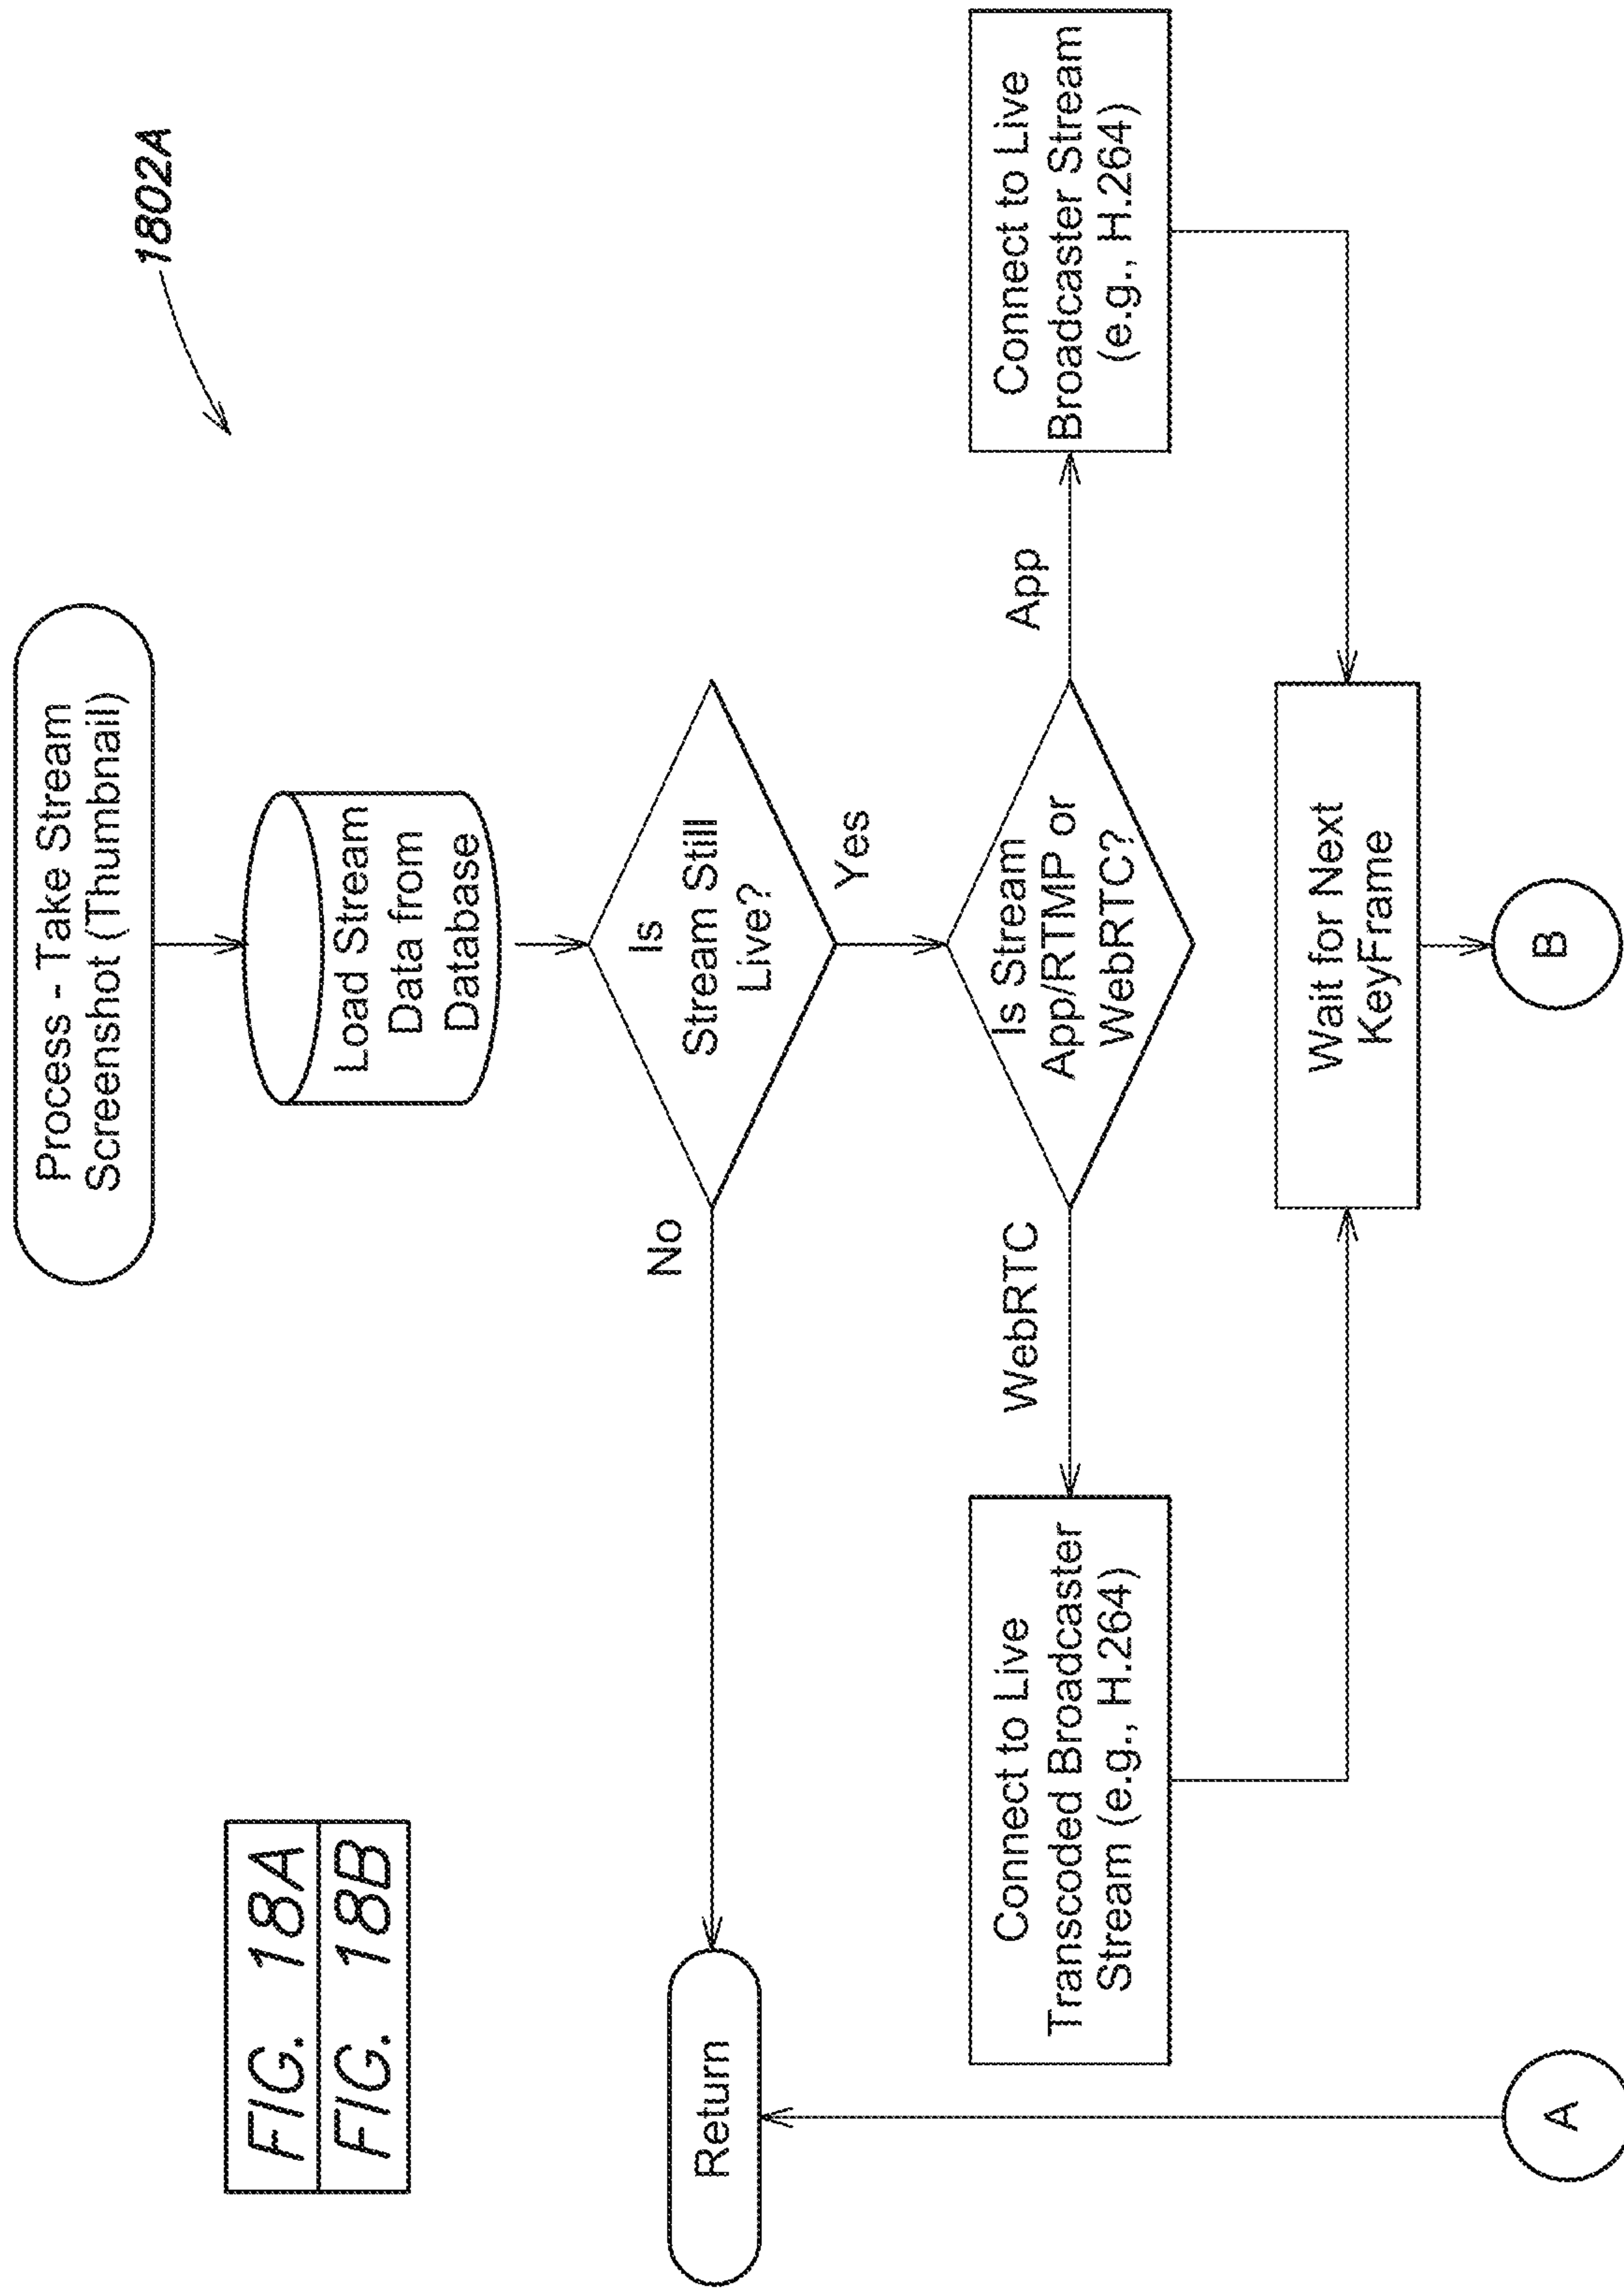 FIG. 18A
FIG. 18B
1802A
Process - Take Stream
Screenshot (Thumbnail)
Load Stream
Data from
Database
Is
Stream Still
Live?
No
Yes
Return
Is Stream
App/RTMP or
WebRTC?
WebRTC
App
Connect to Live
Transcoded Broadcaster
Stream (e.g., H.264)
Connect to Live
Broadcaster Stream
(e.g., H.264)
Wait for Next
KeyFrame
A
B